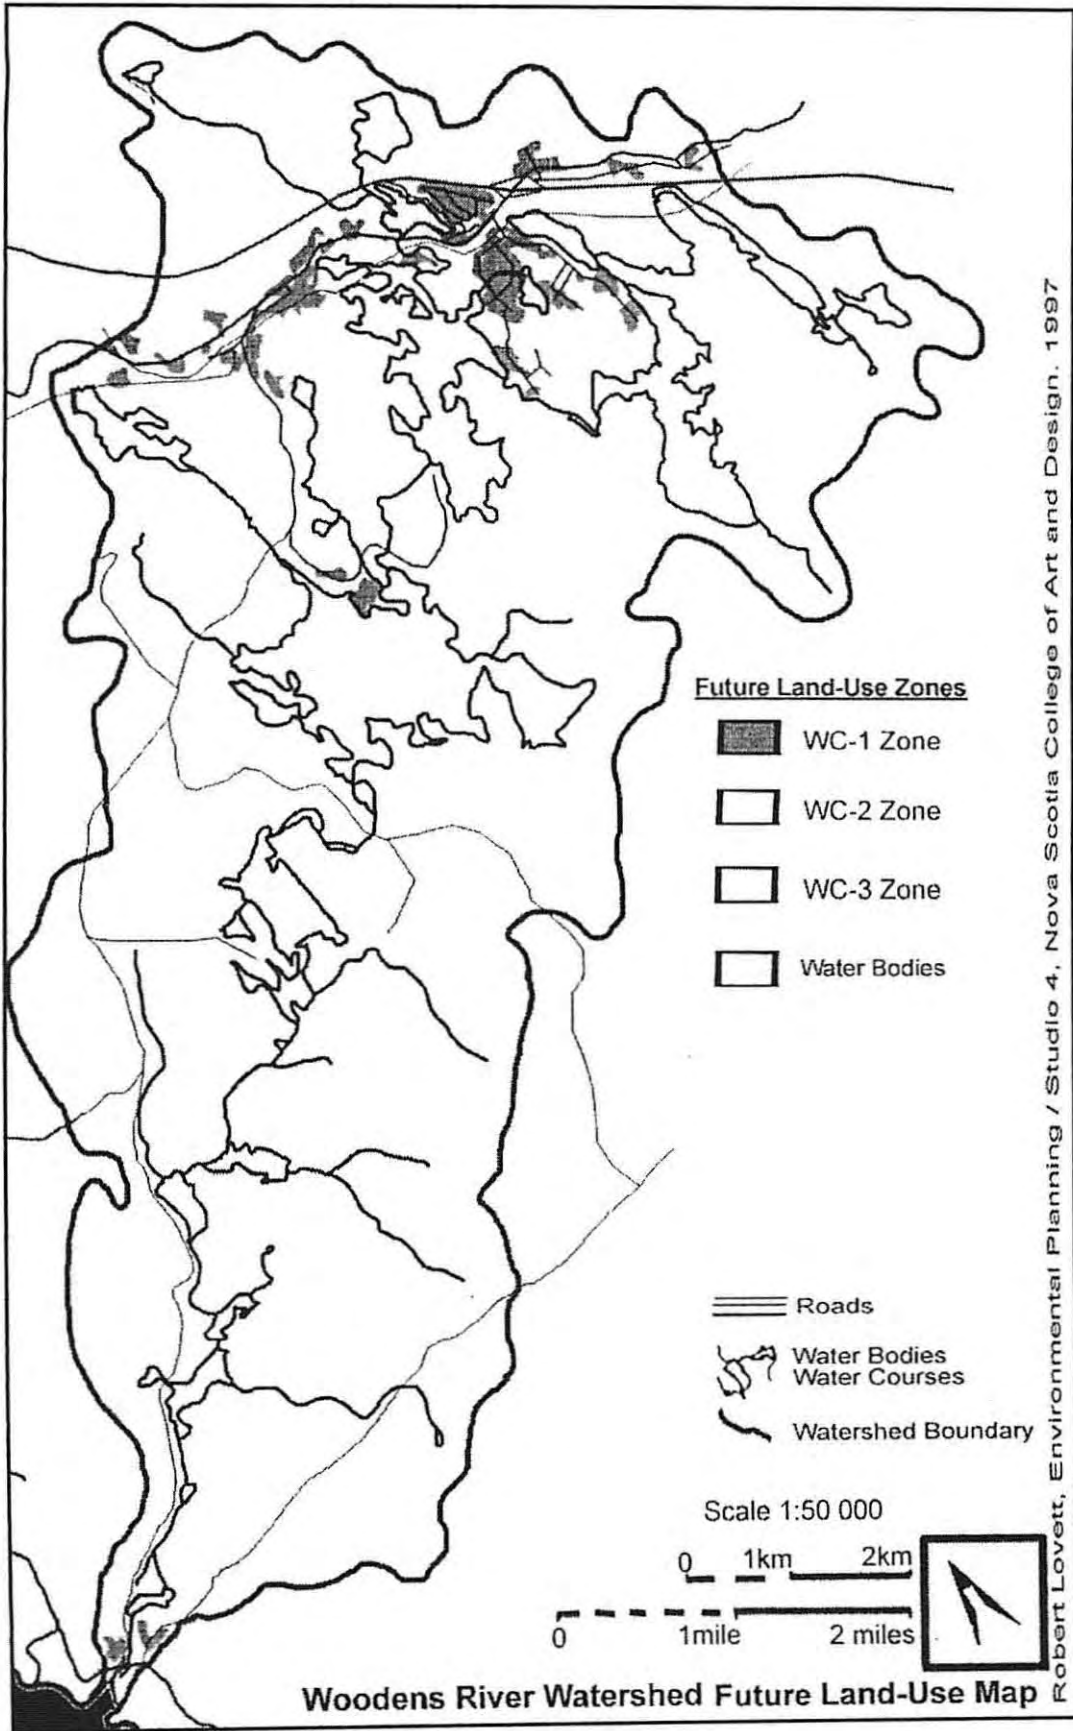 Future Land-Use Zones
WC-1 Zone
WC-2 Zone
WC-3 Zone
Water Bodies
Roads
Water Bodies
Water Courses
Watershed Boundary
Scale 1:50 000
0 1km 2km
0 1mile 2 miles
Woodens River Watershed Future Land-Use Map
Robert Lovett, Environmental Planning / Studio 4, Nova Scotia College of Art and Design. 1997